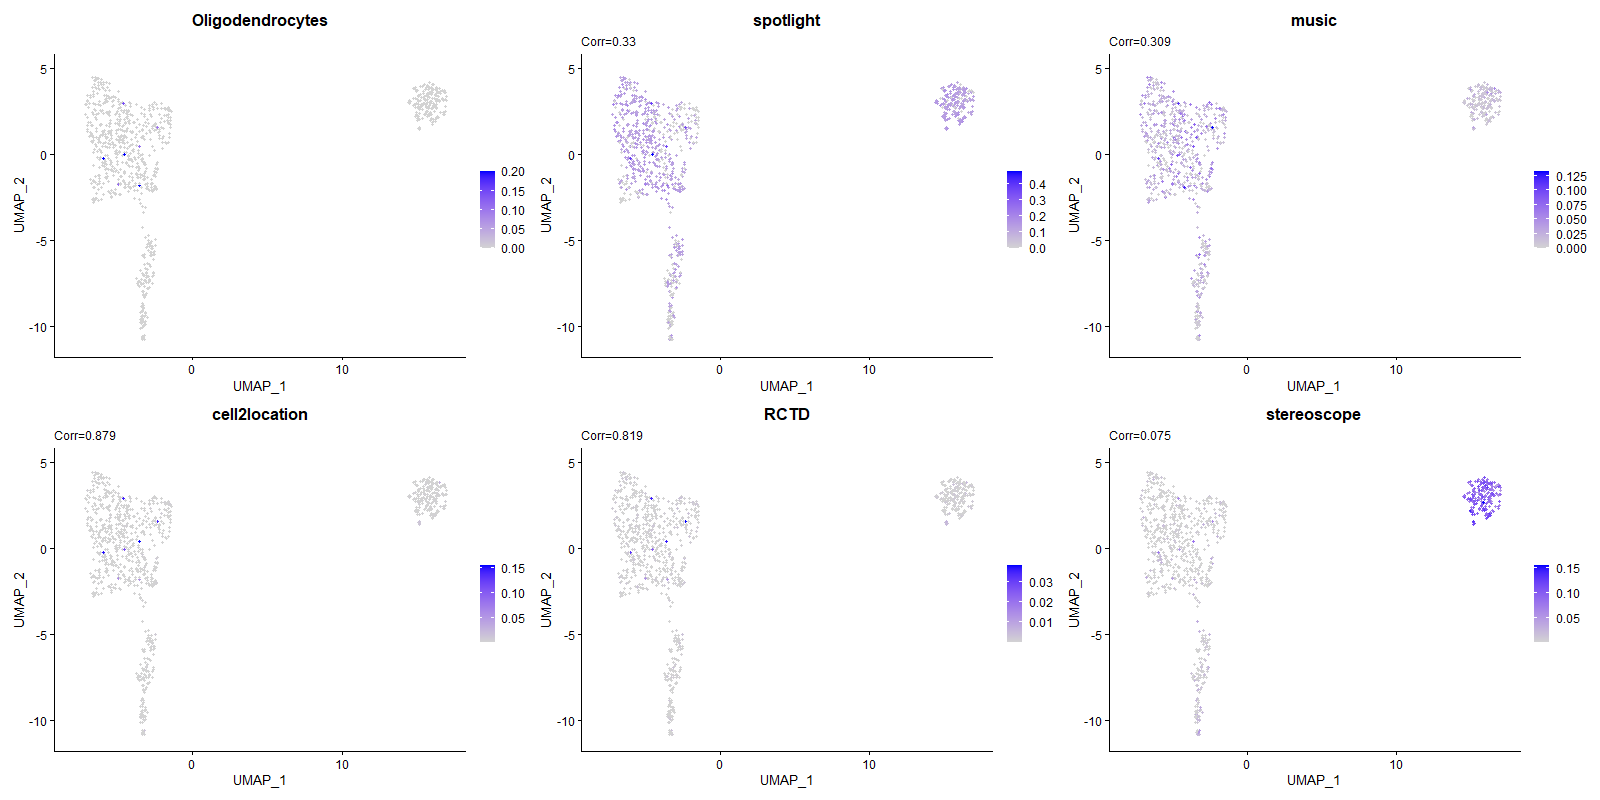 Oligodendrocytes
5
0
-5
-10
UMAP_2
0
10
UMAP_1
0.20
0.15
0.10
0.05
0.00
spotlight
Corr=0.33
5
0
-5
-10
UMAP_2
0
10
UMAP_1
0.4
0.3
0.2
0.1
0.0
music
Corr=0.309
5
0
-5
-10
UMAP_2
0
10
UMAP_1
0.125
0.100
0.075
0.050
0.025
0.000
cell2location
Corr=0.879
5
0
-5
-10
UMAP_2
0
10
UMAP_1
0.15
0.10
0.05
RCTD
Corr=0.819
5
0
-5
-10
UMAP_2
0
10
UMAP_1
0.03
0.02
0.01
stereoscope
Corr=0.075
5
0
-5
-10
UMAP_2
0
10
UMAP_1
0.15
0.10
0.05